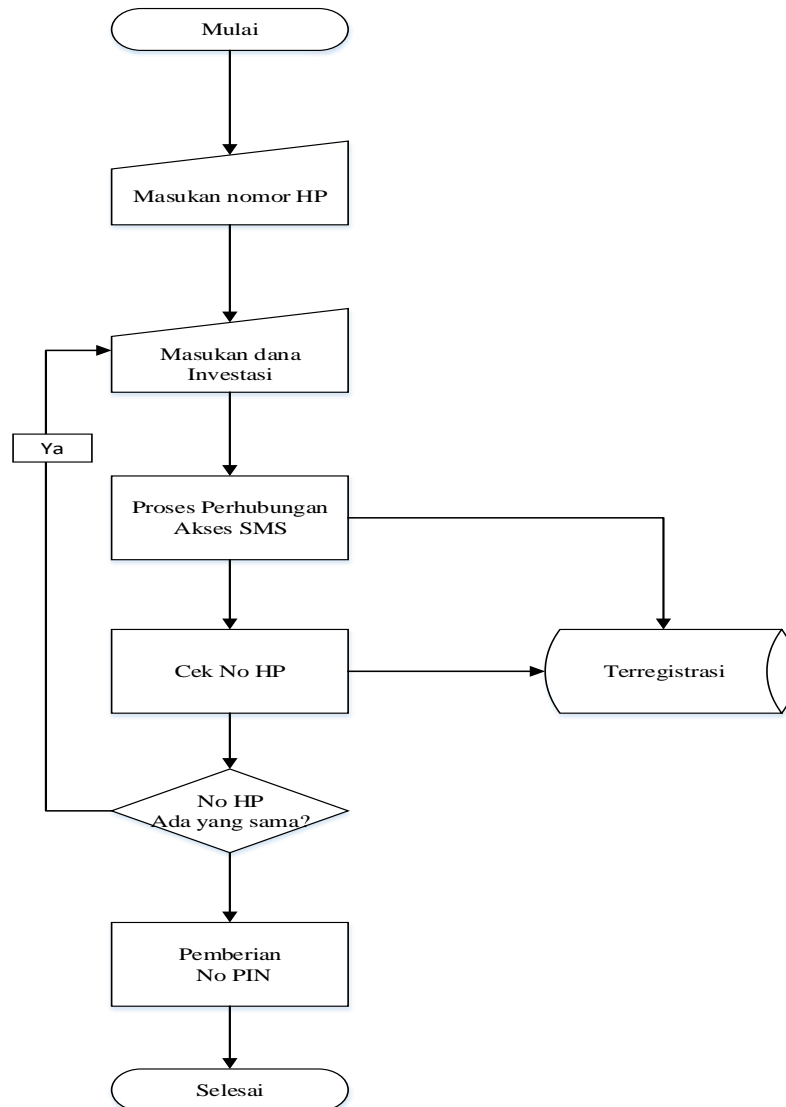 Mulai
Masukan nomor HP
Masukan dana
Investasi
Ya
Proses Perhubungan
Akses SMS
Cek No HP
Terregistrasi
No HP
Ada yang sama?
Pemberian
No PIN
Selesai